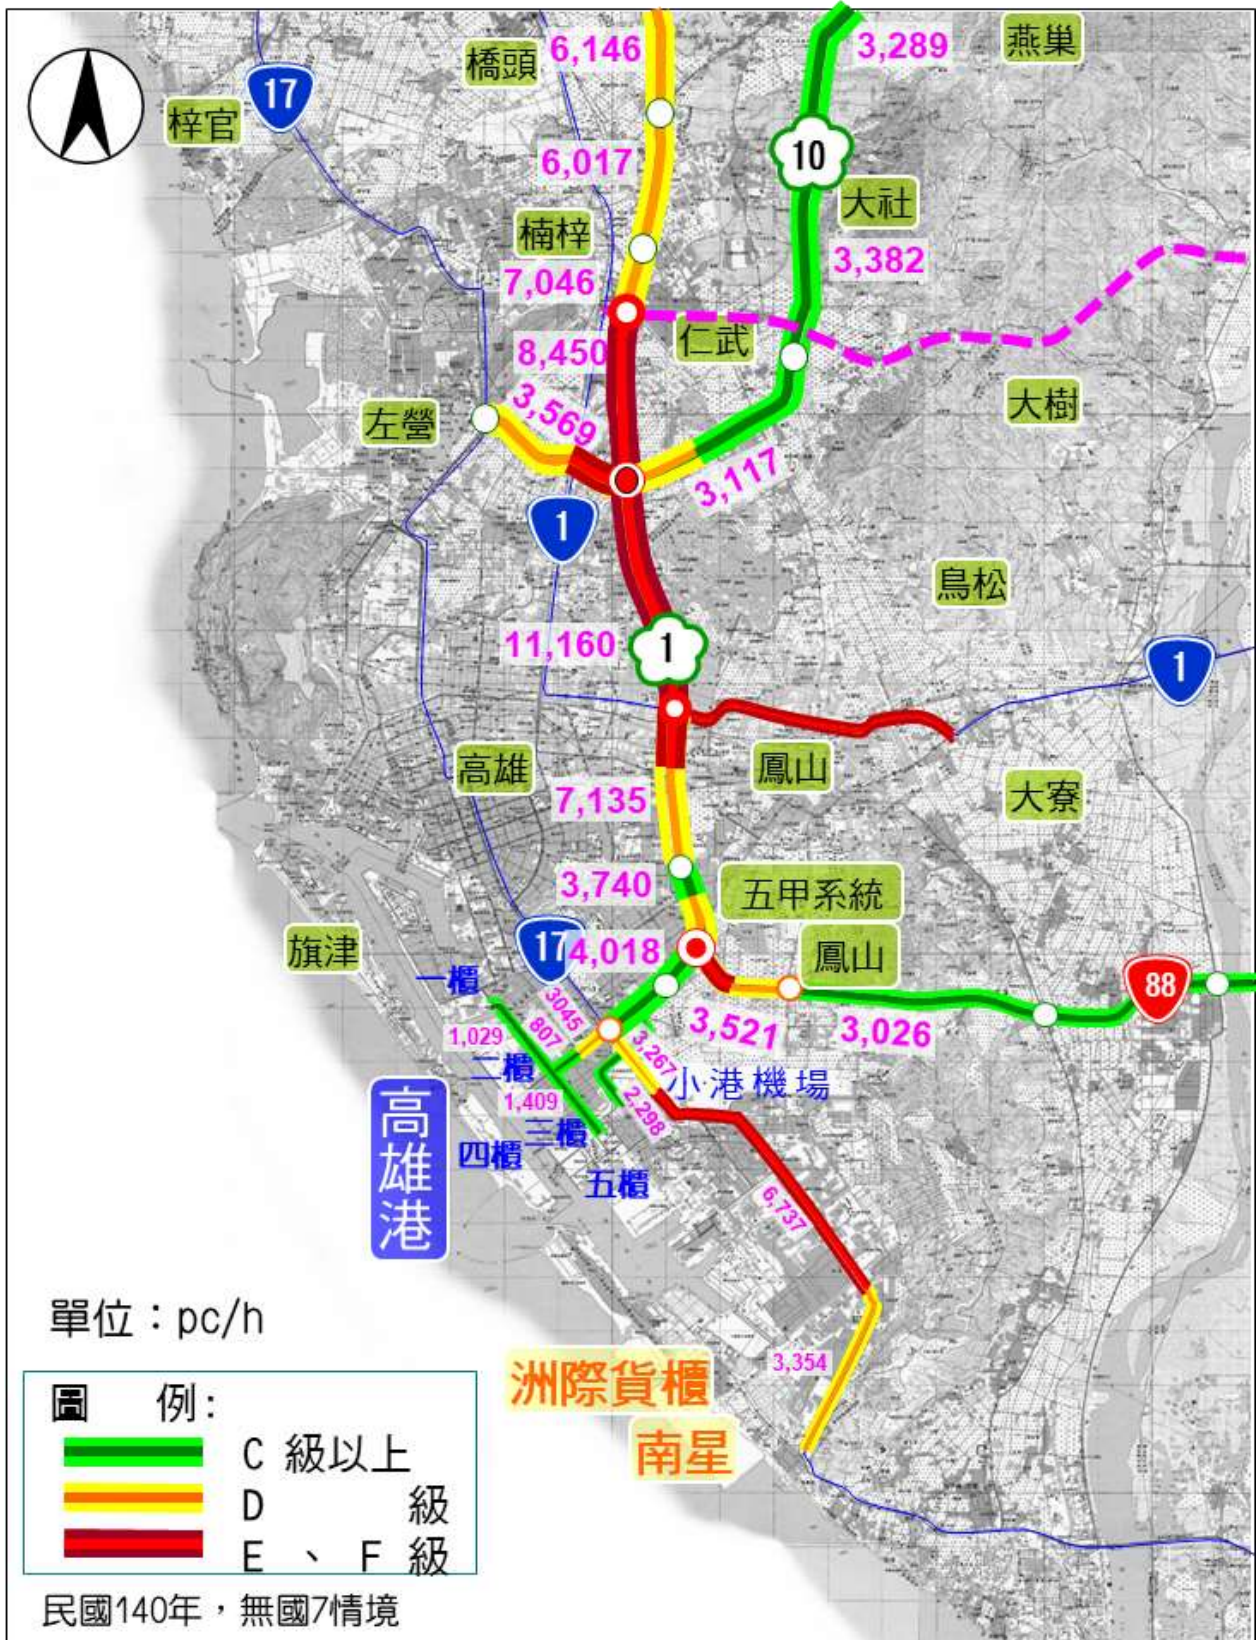 6,146
3,289
燕巢
橋頭
17
梓官
10
6,017
大社
楠梓
3,382
7,046
仁武
8,450
3,569
大樹
左營
3,117
1
鳥松
11,160
1
1
高雄
鳳山
7,135
大寮
3,740
五甲系統
17
4,018
鳳山
旗津
一櫃
88
3045
807
3,521
3,026
1,029
3,267
二櫃
小港機場
1,409
2,298
三櫃
高雄港
四櫃
五櫃
6,737
單位：pc/h
3,354
洲際貨櫃
南星
圖 例:
C 級以上
D 級
E 、 F 級
民國140年，無國7情境